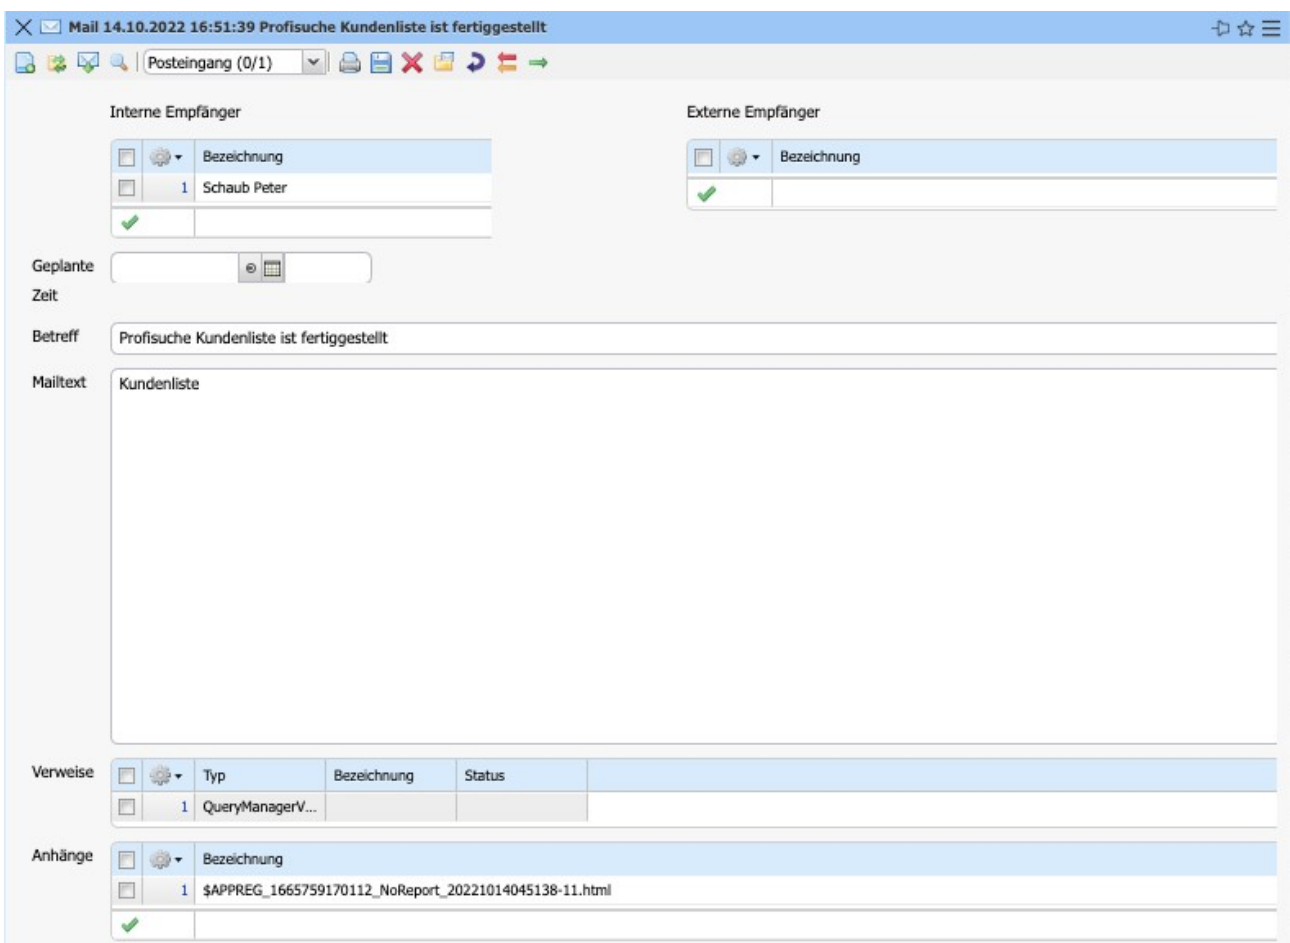 Mail 14.10.2022 16:51:39 Profisuche Kundenliste ist fertiggestellt
Posteingang (0/1)
Interne Empfänger
Externe Empfänger
Bezeichnung
Bezeichnung
1 Schaub Peter
Geplante
Zeit
Betreff
Profisuche Kundenliste ist fertiggestellt
Mailtext
Kundenliste
Verweise
Typ Bezeichnung Status
1 QueryManagerV...
Anhänge
Bezeichnung
1 $APPREG_1665759170112_NoReport_20221014045138-11.html